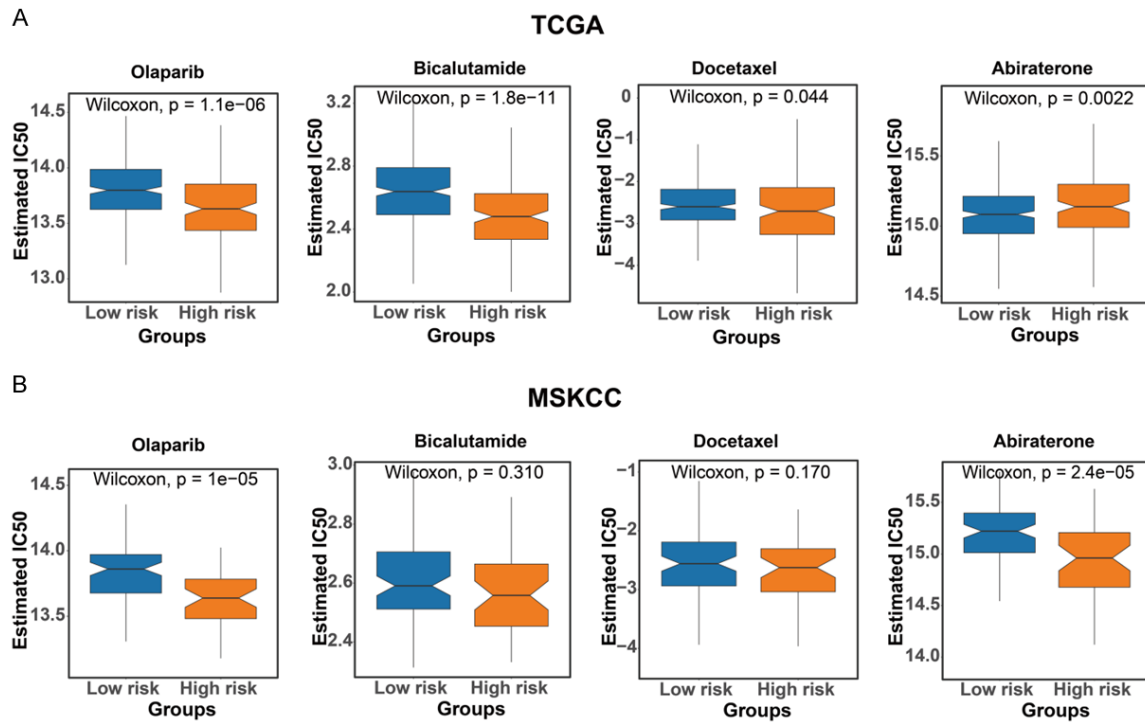 A
TCGA
Olaparib
Wilcoxon, p = 1.1e−06
Estimated IC50
14.5
14.0
13.5
13.0
Low risk High risk
Groups
Bicalutamide
Wilcoxon, p = 1.8e−11
Estimated IC50
3.2
2.8
2.4
2.0
Low risk High risk
Groups
Docetaxel
Wilcoxon, p = 0.044
Estimated IC50
0
−1
−2
−3
−4
Low risk High risk
Groups
Abiraterone
Wilcoxon, p = 0.0022
Estimated IC50
15.5
15.0
14.5
Low risk High risk
Groups
B
MSKCC
Olaparib
Wilcoxon, p = 1e−05
Estimated IC50
14.5
14.0
13.5
Low risk High risk
Groups
Bicalutamide
Wilcoxon, p = 0.310
Estimated IC50
3.0
2.8
2.6
2.4
Low risk High risk
Groups
Docetaxel
Wilcoxon, p = 0.170
Estimated IC50
−1
−2
−3
−4
Low risk High risk
Groups
Abiraterone
Wilcoxon, p = 2.4e−05
Estimated IC50
15.5
15.0
14.5
14.0
Low risk High risk
Groups